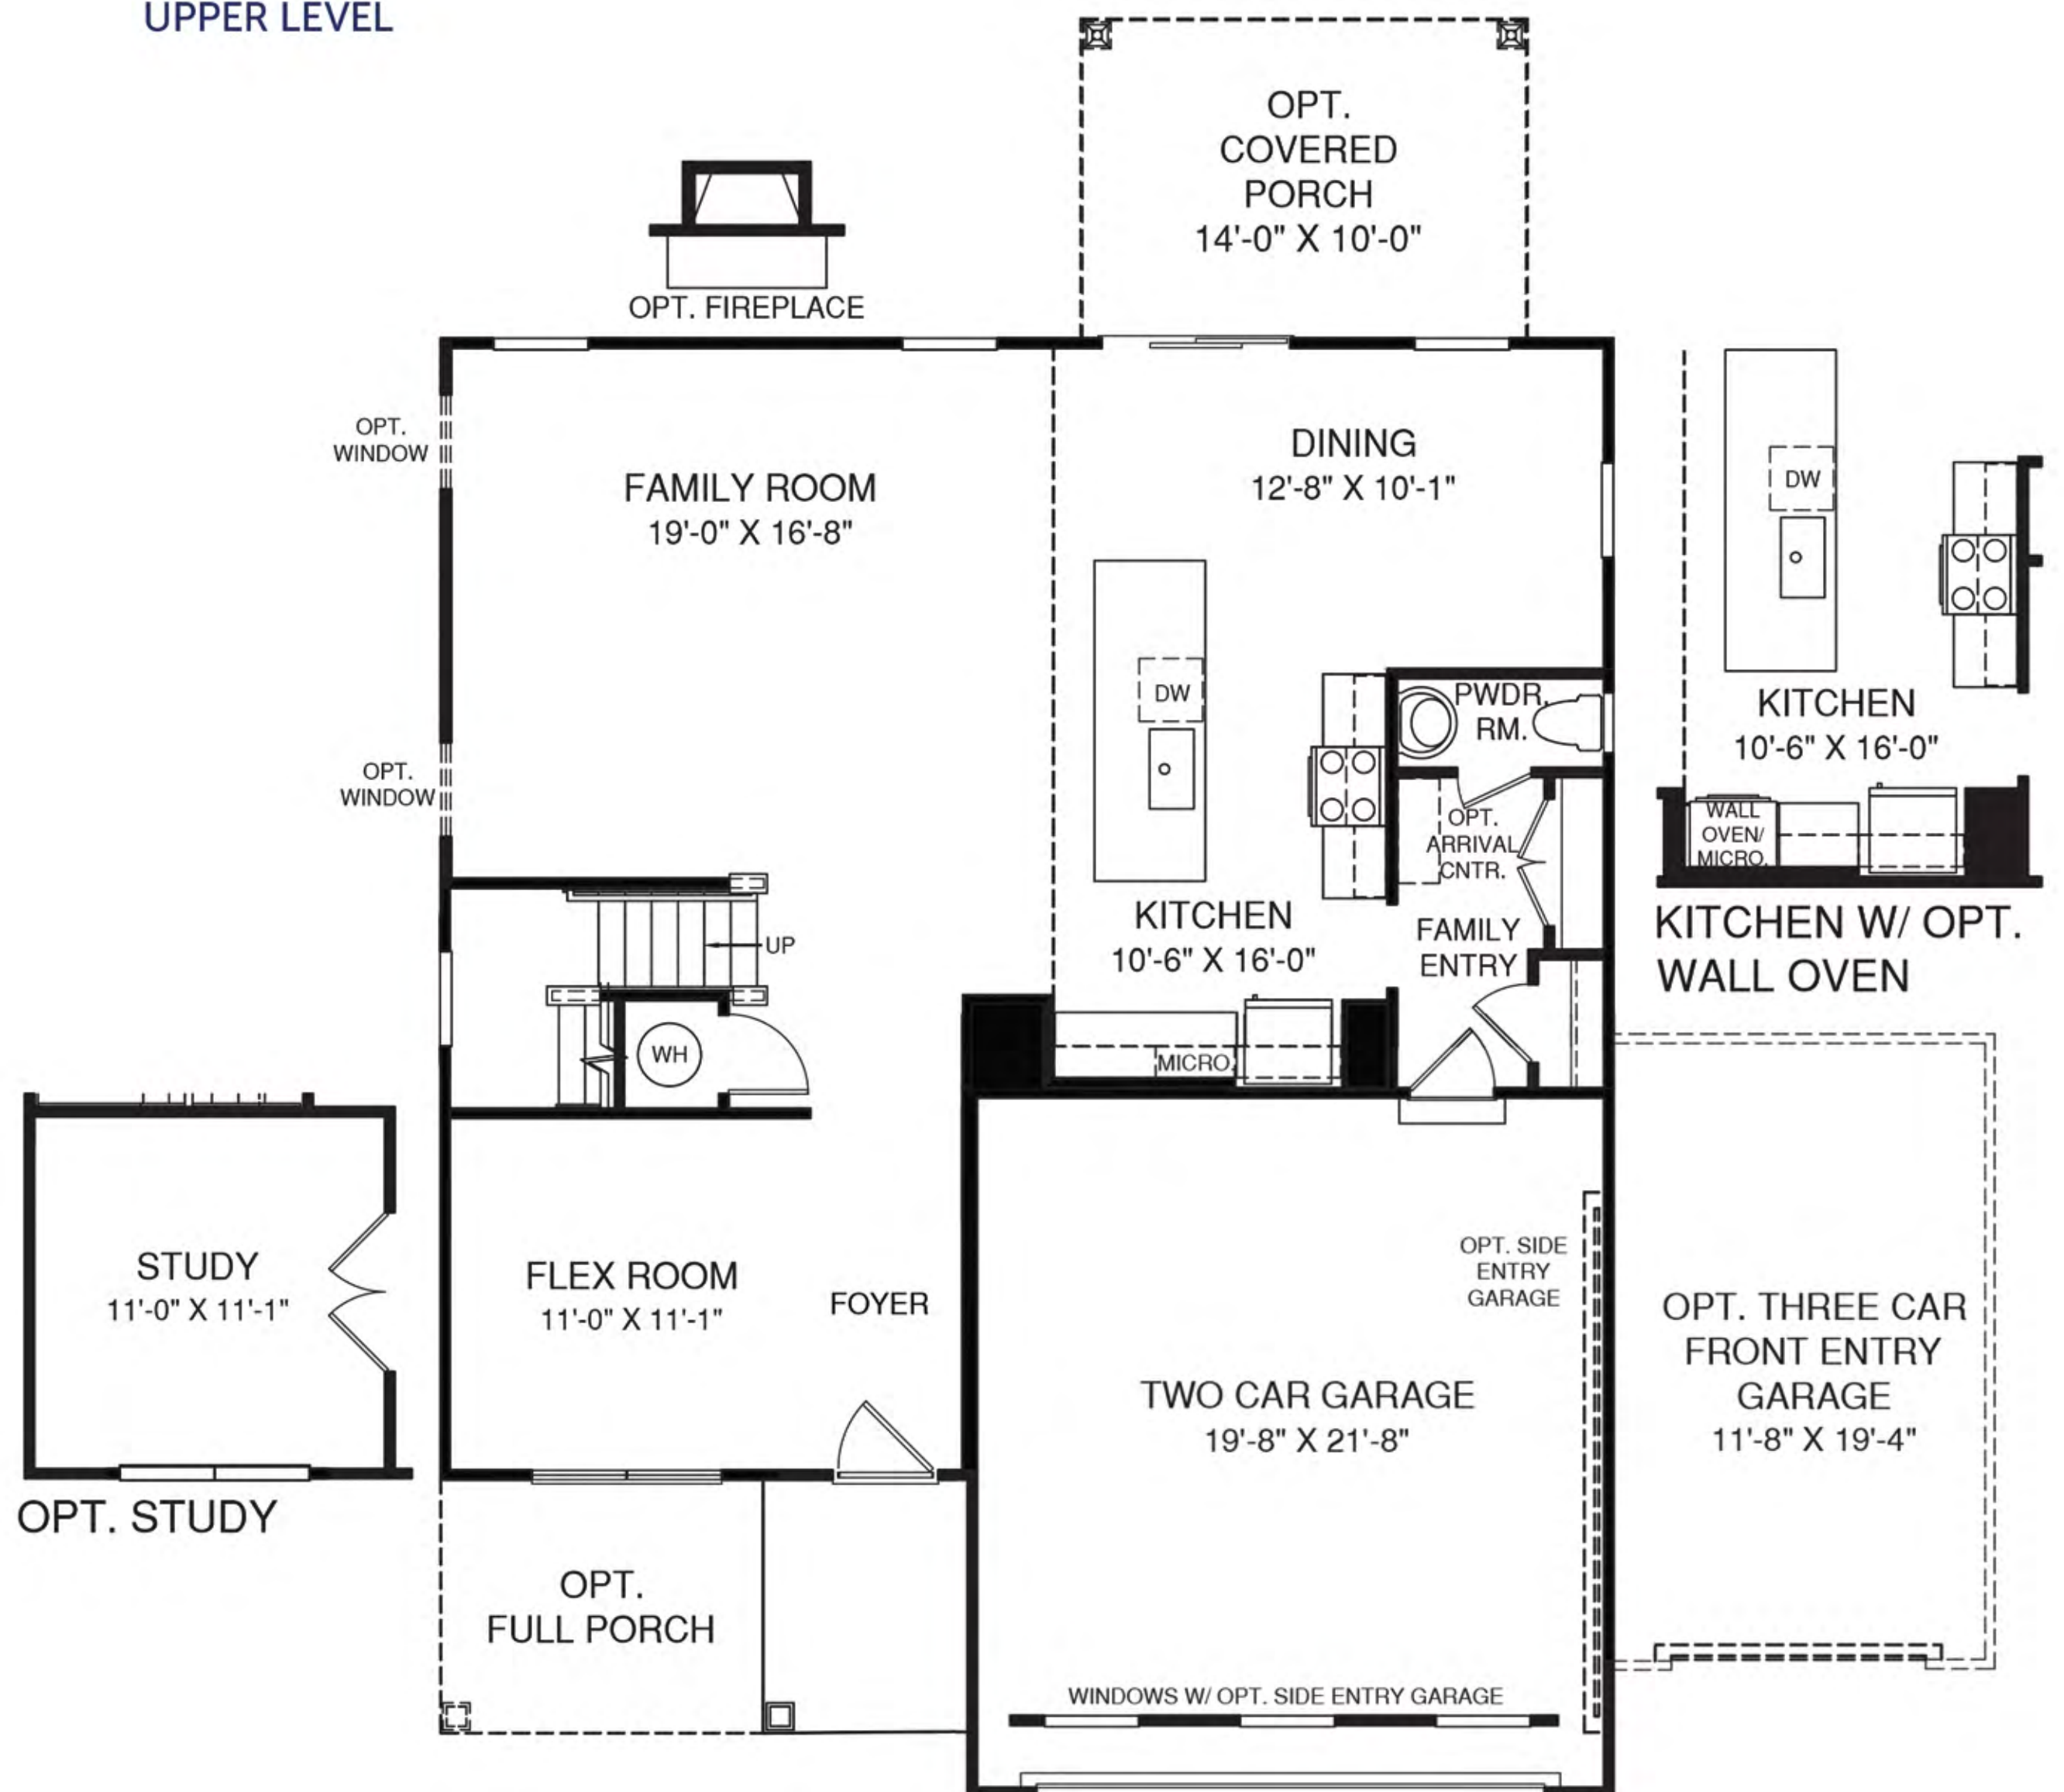 UPPER LEVEL
OPT.
COVERED
PORCH
14'-0" X 10'-0"
OPT. FIREPLACE
OPT.
WINDOW
FAMILY ROOM
19'-0" X 16'-8"
DINING
12'-8" X 10'-1"
DW
DW
PWDR.
RM.
KITCHEN
10'-6" X 16'-0"
OPT.
WINDOW
OPT.
ARRIVAL
CNTR.
WALL
OVEN/
MICRO.
KITCHEN W/ OPT.
WALL OVEN
KITCHEN
10'-6" X 16'-0"
FAMILY
ENTRY
UP
WH
MICRO.
STUDY
11'-0" X 11'-1"
OPT. STUDY
FLEX ROOM
11'-0" X 11'-1"
FOYER
OPT. SIDE
ENTRY
GARAGE
TWO CAR GARAGE
19'-8" X 21'-8"
OPT. THREE CAR
FRONT ENTRY
GARAGE
11'-8" X 19'-4"
OPT.
FULL PORCH
WINDOWS W/ OPT. SIDE ENTRY GARAGE